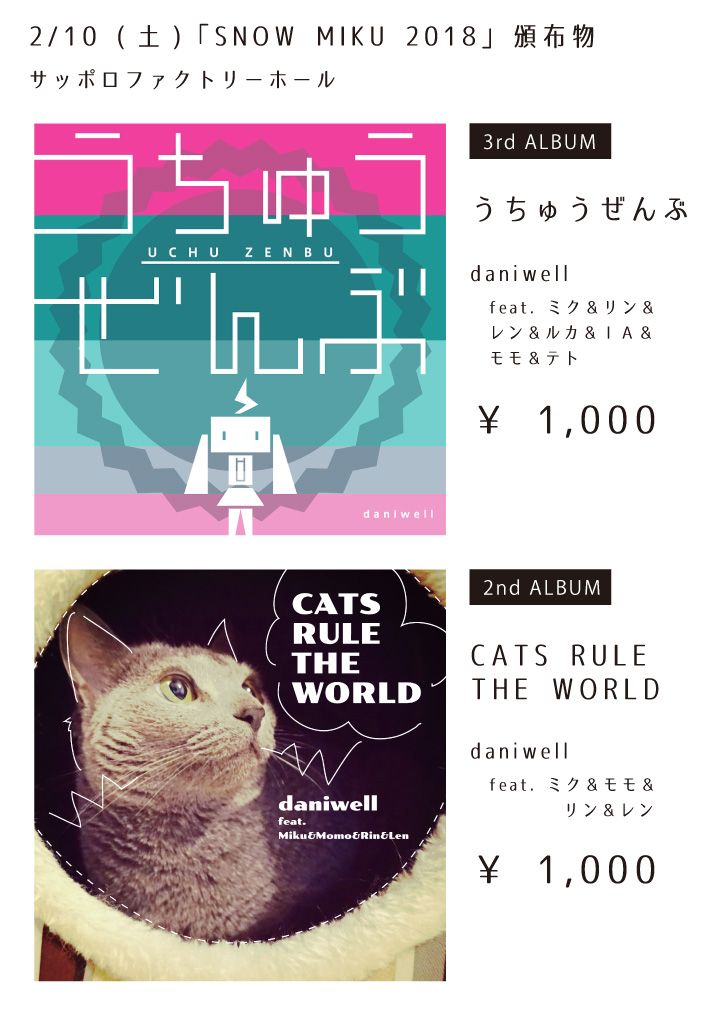 2/10 (土)「SNOW MIKU 2018」頒布物
サッポロファクトリーホール
うちゅう
UCHU ZENBU
ぜんぶ
daniwell
3rd ALBUM
うちゅうぜんぶ
daniwell
feat. ミク&リン&
レン&ルカ&IA&
モモ&テト
¥ 1,000
CATS
RULE
THE
WORLD
daniwell
feat.
Miku&Momo&Rin&Len
2nd ALBUM
CATS RULE
THE WORLD
daniwell
feat. ミク&モモ&
リン&レン
¥ 1,000